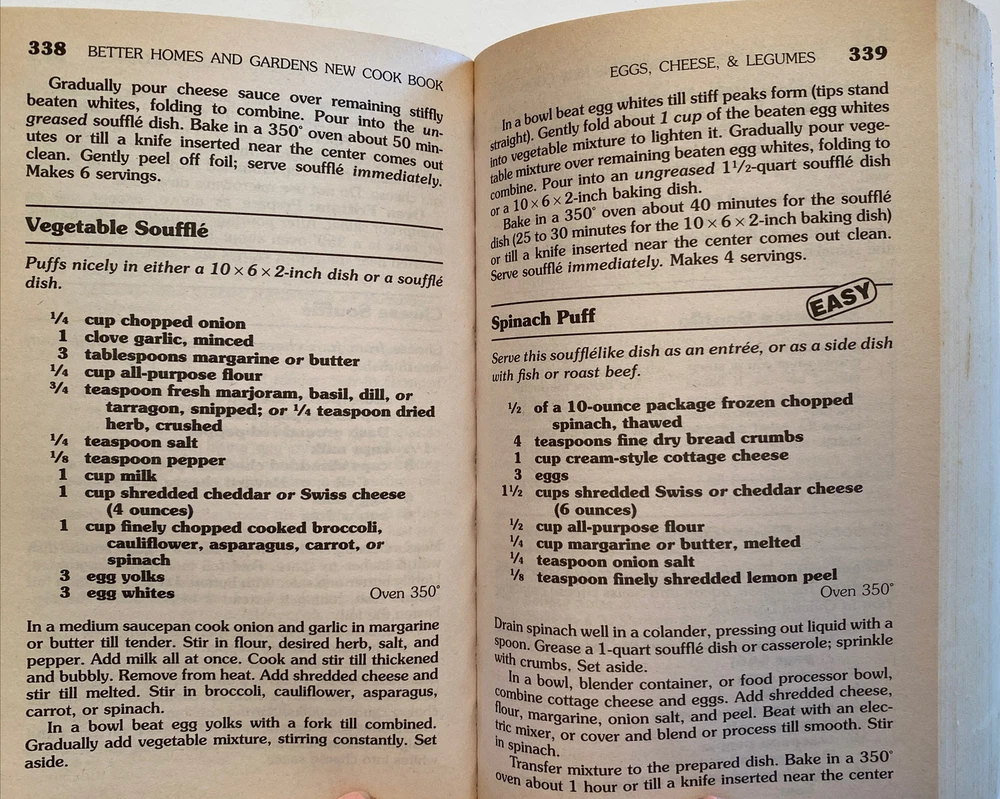 338 BETTER HOMES AND GARDENS NEW COOK BOOK
Gradually pour cheese sauce over remaining stiffly
beaten whites, folding to combine. Pour into the un-
greased soufflé dish. Bake in a 350° oven about 50 min-
utes or till a knife inserted near the center comes out
clean. Gently peel off foil; serve soufflé immediately.
Makes 6 servings.
Vegetable Soufflé
Puffs nicely in either a 10 × 6 × 2-inch dish or a soufflé
dish.
1/4 cup chopped onion
1 clove garlic, minced
3 tablespoons margarine or butter
1/4 cup all-purpose flour
3/4 teaspoon fresh marjoram, basil, dill, or
tarragon, snipped; or 1/4 teaspoon dried
herb, crushed
1/4 teaspoon salt
1/8 teaspoon pepper
1 cup milk
1 cup shredded cheddar or Swiss cheese
(4 ounces)
1 cup finely chopped cooked broccoli,
cauliflower, asparagus, carrot, or
spinach
3 egg yolks
3 egg whites Oven 350°
In a medium saucepan cook onion and garlic in margarine
or butter till tender. Stir in flour, desired herb, salt, and
pepper. Add milk all at once. Cook and stir till thickened
and bubbly. Remove from heat. Add shredded cheese and
stir till melted. Stir in broccoli, cauliflower, asparagus,
carrot, or spinach.
In a bowl beat egg yolks with a fork till combined.
Gradually add vegetable mixture, stirring constantly. Set
aside.
EGGS, CHEESE, & LEGUMES 339
In a bowl beat egg whites till stiff peaks form (tips stand
straight). Gently fold about 1 cup of the beaten egg whites
into vegetable mixture to lighten it. Gradually pour vege-
table mixture over remaining beaten egg whites, folding to
combine. Pour into an ungreased 1 1/2-quart soufflé dish
or a 10 × 6 × 2-inch baking dish.
Bake in a 350° oven about 40 minutes for the soufflé
dish (25 to 30 minutes for the 10 × 6 × 2-inch baking dish)
or till a knife inserted near the center comes out clean.
Serve soufflé immediately. Makes 4 servings.
Spinach Puff EASY
Serve this soufflélike dish as an entrée, or as a side dish
with fish or roast beef.
1/2 of a 10-ounce package frozen chopped
spinach, thawed
4 teaspoons fine dry bread crumbs
1 cup cream-style cottage cheese
3 eggs
1 1/2 cups shredded Swiss or cheddar cheese
(6 ounces)
1/2 cup all-purpose flour
1/4 cup margarine or butter, melted
1/4 teaspoon onion salt
1/8 teaspoon finely shredded lemon peel
Oven 350°
Drain spinach well in a colander, pressing out liquid with a
spoon. Grease a 1-quart soufflé dish or casserole; sprinkle
with crumbs. Set aside.
In a bowl, blender container, or food processor bowl,
combine cottage cheese and eggs. Add shredded cheese,
flour, margarine, onion salt, and peel. Beat with an elec-
tric mixer, or cover and blend or process till smooth. Stir
in spinach.
Transfer mixture to the prepared dish. Bake in a 350°
oven about 1 hour or till a knife inserted near the center